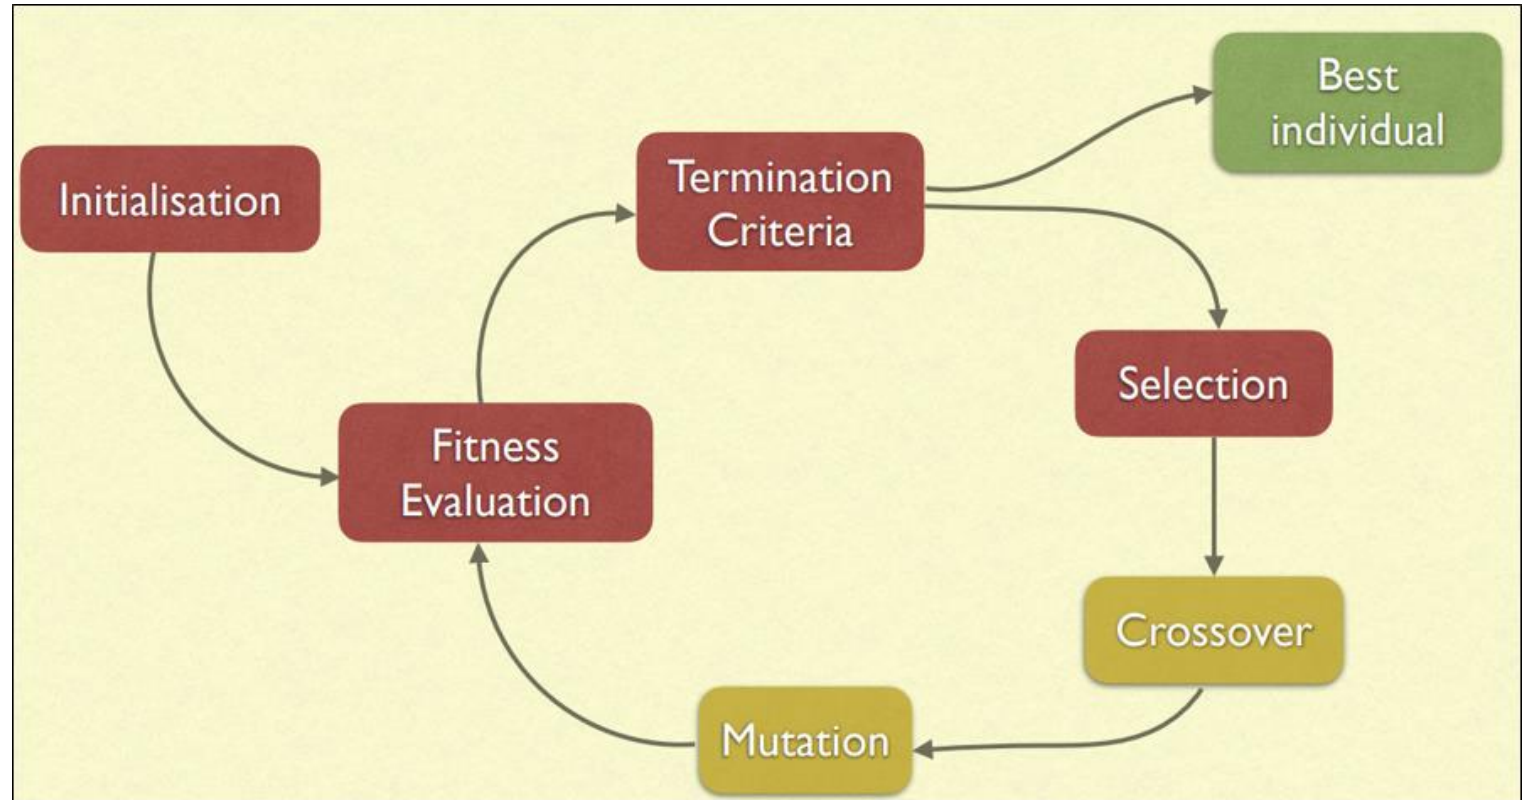 Best
individual
Initialisation
Termination
Criteria
Selection
Fitness
Evaluation
Crossover
Mutation